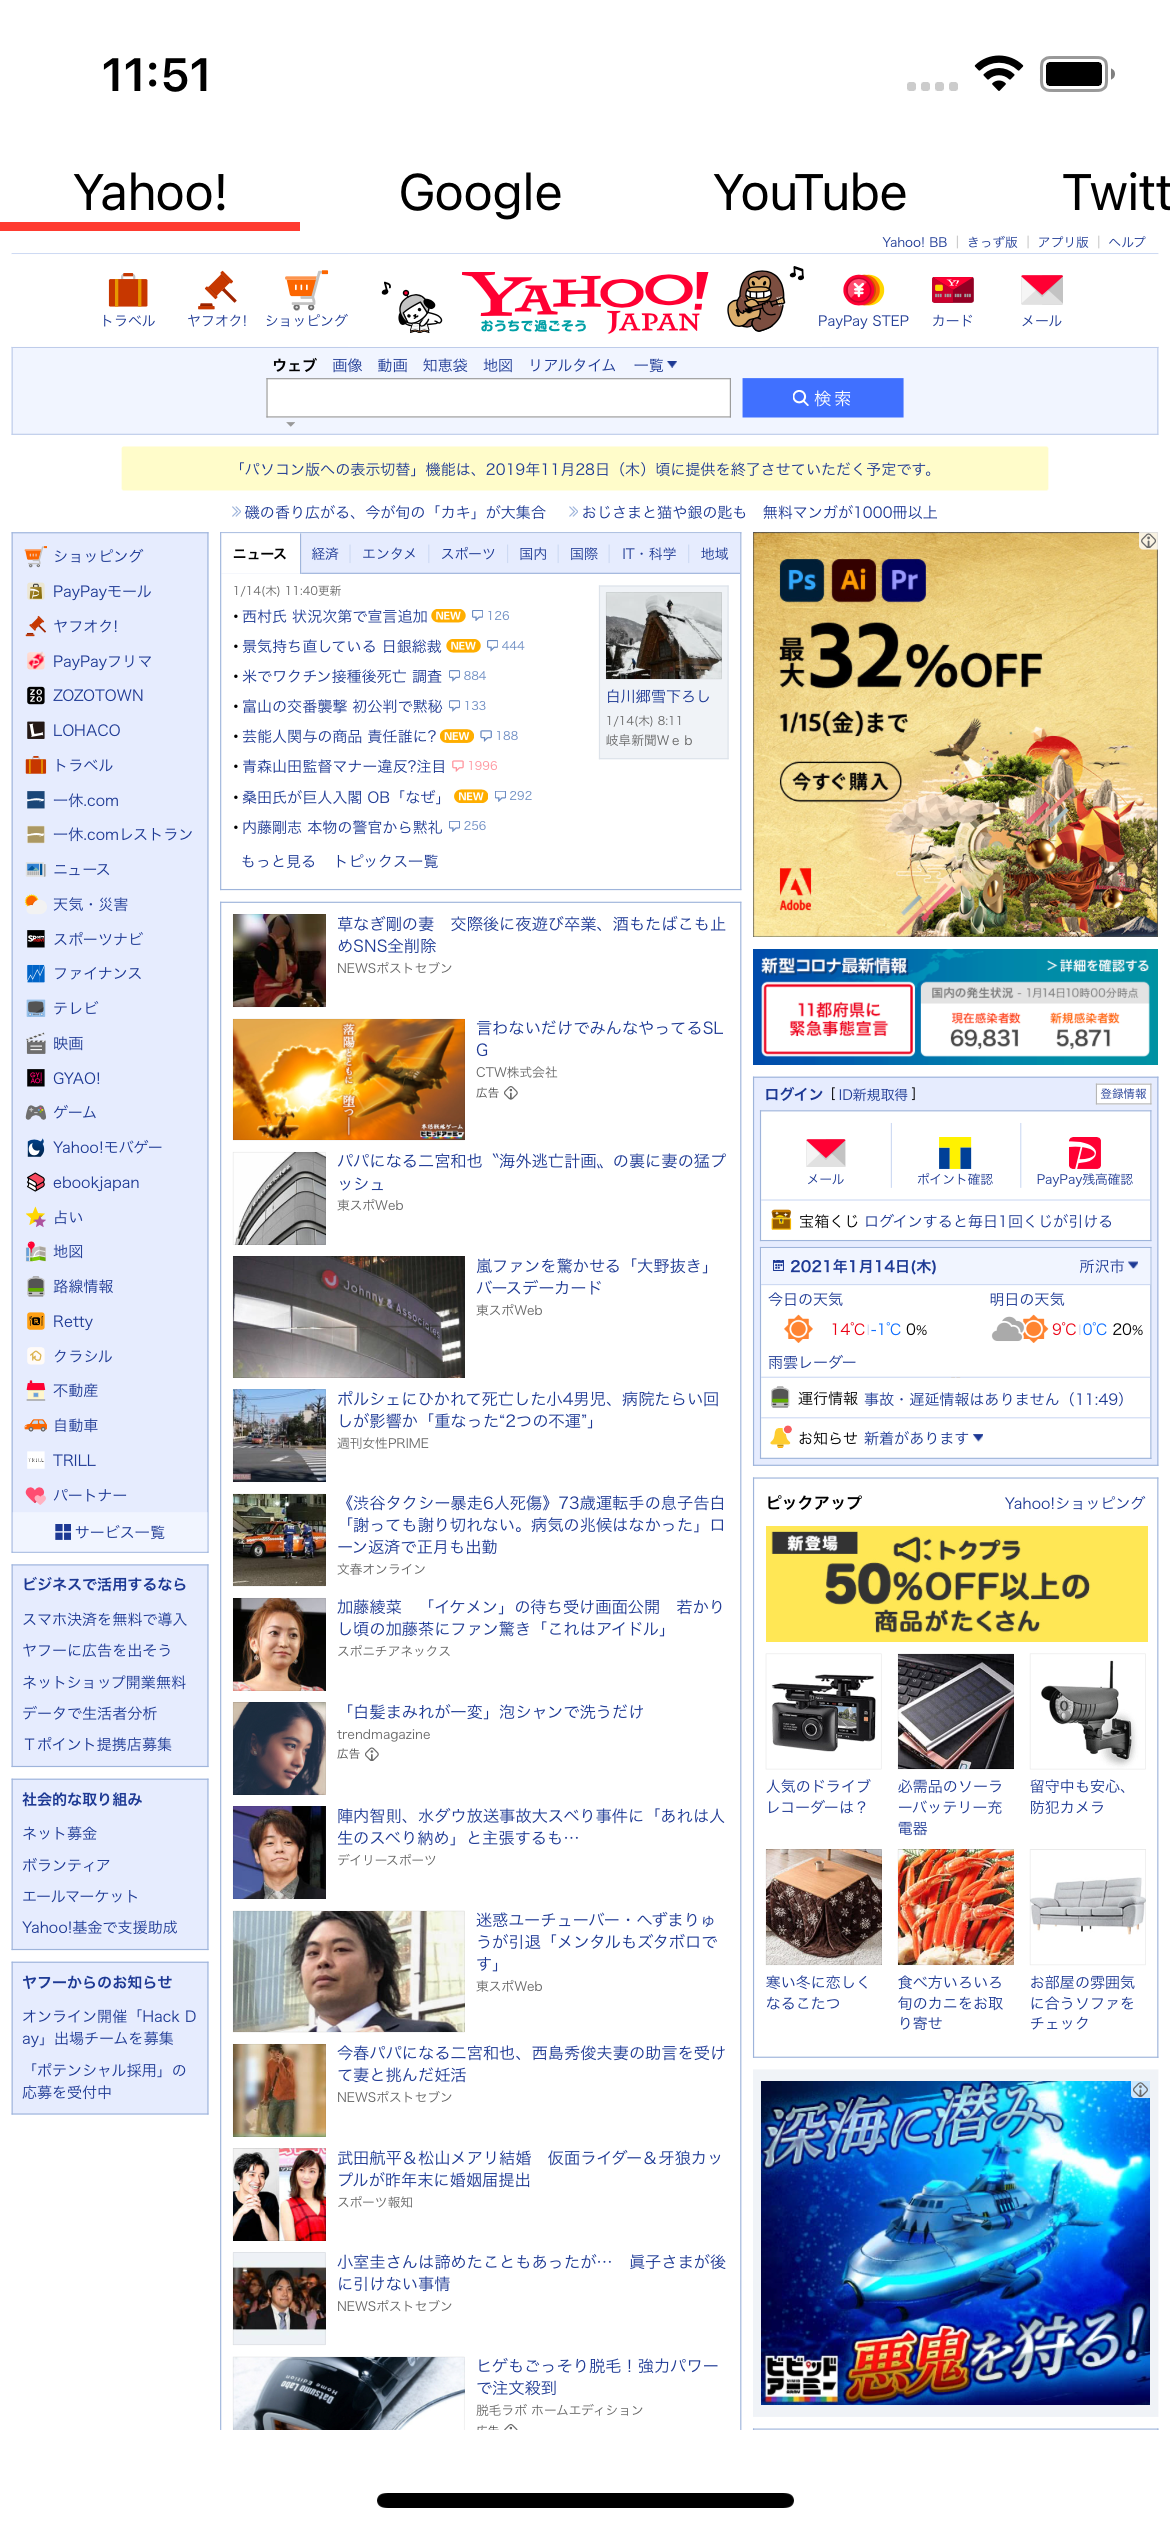 11:51
Yahoo!
Google
YouTube
Twitt
Yahoo! BB
きっず版
アプリ版
ヘルプ
トラベル
ヤフオク!
ショッピング
YAHOO!
JAPAN
おうちで過ごそう
PayPay STEP
カード
メール
ウェブ 画像 動画 知恵袋 地図 リアルタイム 一覧
検索
「パソコン版への表示切替」機能は、2019年11月28日（木）頃に提供を終了させていただく予定です。
磯の香り広がる、今が旬の「カキ」が大集合
おじさまと猫や銀の匙も 無料マンガが1000冊以上
ショッピング
PayPayモール
ヤフオク!
PayPayフリマ
ZOZOTOWN
LOHACO
トラベル
一休.com
一休.comレストラン
ニュース
天気・災害
スポーツナビ
ファイナンス
テレビ
映画
GYAO!
ゲーム
Yahoo!モバゲー
ebookjapan
占い
地図
路線情報
Retty
クラシル
不動産
自動車
TRILL
パートナー
サービス一覧
ビジネスで活用するなら
スマホ決済を無料で導入
ヤフーに広告を出そう
ネットショップ開業無料
データで生活者分析
Ｔポイント提携店募集
社会的な取り組み
ネット募金
ボランティア
エールマーケット
Yahoo!基金で支援助成
ヤフーからのお知らせ
オンライン開催「Hack D
ay」出場チームを募集
「ポテンシャル採用」の
応募を受付中
ニュース 経済 エンタメ スポーツ 国内 国際 IT・科学 地域
1/14(木) 11:40更新
・西村氏 状況次第で宣言追加 NEW 126
・景気持ち直している 日銀総裁 NEW 444
・米でワクチン接種後死亡 調査 884
・富山の交番襲撃 初公判で黙秘 133
・芸能人関与の商品 責任誰に? NEW 188
・青森山田監督マナー違反?注目 1996
・桑田氏が巨人入閣 OB「なぜ」 NEW 292
・内藤剛志 本物の警官から黙礼 256
もっと見る トピックス一覧
白川郷雪下ろし
1/14(木) 8:11
岐阜新聞Ｗｅｂ
草なぎ剛の妻 交際後に夜遊び卒業、酒もたばこも止
めSNS全削除
NEWSポストセブン
落陽とともに、堕つ――
言わないだけでみんなやってるSL
G
CTW株式会社
広告
パパになる二宮和也〝海外逃亡計画〟の裏に妻の猛プ
ッシュ
東スポWeb
Johnny & Associates
嵐ファンを驚かせる「大野抜き」
バースデーカード
東スポWeb
ポルシェにひかれて死亡した小4男児、病院たらい回
しが影響か「重なった“2つの不運”」
週刊女性PRIME
《渋谷タクシー暴走6人死傷》73歳運転手の息子告白
「謝っても謝り切れない。病気の兆候はなかった」ロ
ーン返済で正月も出勤
文春オンライン
加藤綾菜 「イケメン」の待ち受け画面公開 若かり
し頃の加藤茶にファン驚き「これはアイドル」
スポニチアネックス
「白髪まみれが一変」泡シャンで洗うだけ
trendmagazine
広告
陣内智則、水ダウ放送事故大スベり事件に「あれは人
生のスベり納め」と主張するも…
デイリースポーツ
迷惑ユーチューバー・へずまりゅ
うが引退「メンタルもズタボロで
す」
東スポWeb
今春パパになる二宮和也、西島秀俊夫妻の助言を受け
て妻と挑んだ妊活
NEWSポストセブン
武田航平＆松山メアリ結婚 仮面ライダー＆牙狼カッ
プルが昨年末に婚姻届提出
スポーツ報知
小室圭さんは諦めたこともあったが… 眞子さまが後
に引けない事情
NEWSポストセブン
Datsumo Labo
Home Edition
ヒゲもごっそり脱毛！強力パワー
で注文殺到
脱毛ラボ ホームエディション
広告
Ps Ai Pr
最大32%OFF
1/15(金)まで
今すぐ購入
Adobe
新型コロナ最新情報
＞詳細を確認する
11都府県に
緊急事態宣言
国内の発生状況 - 1月14日10時00分時点
現在感染者数
69,831
新規感染者数
5,871
ログイン [ ID新規取得 ]
登録情報
メール
ポイント確認
PayPay残高確認
宝箱くじ ログインすると毎日1回くじが引ける
2021年1月14日(木)
所沢市
今日の天気
14℃ -1℃ 0%
明日の天気
9℃ 0℃ 20%
雨雲レーダー
運行情報 事故・遅延情報はありません（11:49）
お知らせ 新着があります
ピックアップ
Yahoo!ショッピング
新登場
トクプラ
50%OFF以上の
商品がたくさん
人気のドライブ
レコーダーは？
必需品のソーラ
ーバッテリー充
電器
留守中も安心、
防犯カメラ
寒い冬に恋しく
なるこたつ
食べ方いろいろ
旬のカニをお取
り寄せ
お部屋の雰囲気
に合うソファを
チェック
深海に潜み、
悪鬼を狩る!
ビビッドアーミー